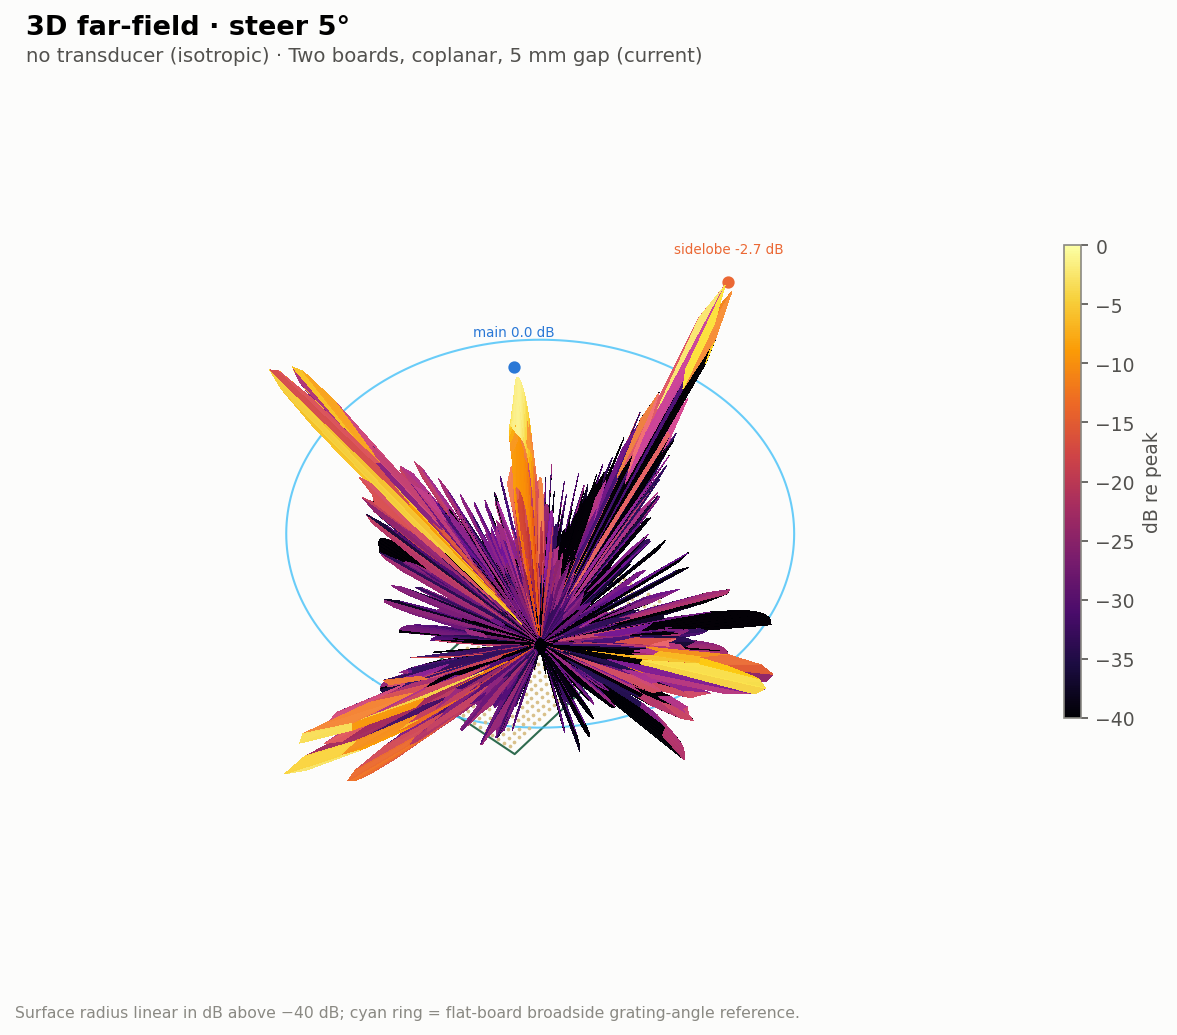 3D far-field · steer 5°
no transducer (isotropic) · Two boards, coplanar, 5 mm gap (current)
sidelobe -2.7 dB
main 0.0 dB
0
−5
−10
−15
−20
−25
−30
−35
−40
dB re peak
Surface radius linear in dB above −40 dB; cyan ring = flat-board broadside grating-angle reference.